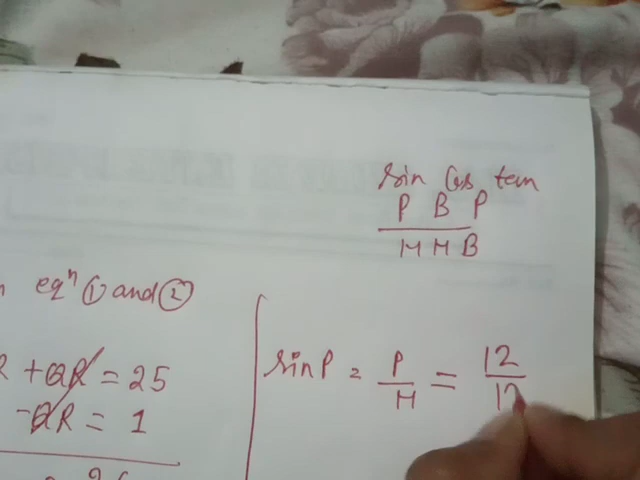 sin Cos tan
P B P
H H B
eqⁿ ① and ②
R + QR = 25
- QR = 1
sin P = P/H = 12/1